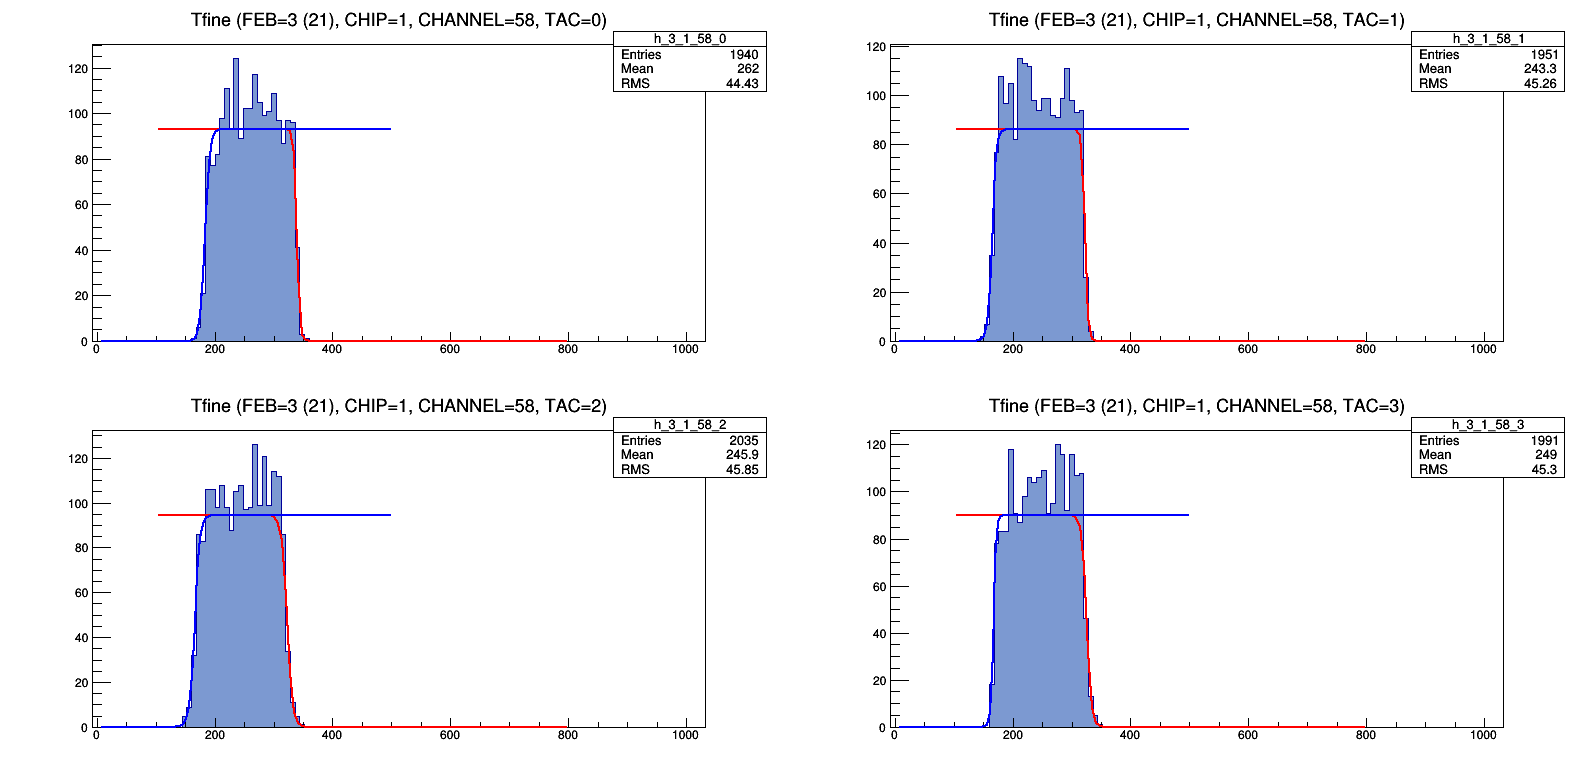 Tfine (FEB=3 (21), CHIP=1, CHANNEL=58, TAC=0)
h_3_1_58_0
Entries 1940
Mean 262
RMS 44.43
120
100
80
60
40
20
0
0 200 400 600 800 1000
Tfine (FEB=3 (21), CHIP=1, CHANNEL=58, TAC=1)
h_3_1_58_1
Entries 1951
Mean 243.3
RMS 45.26
120
100
80
60
40
20
0
0 200 400 600 800 1000
Tfine (FEB=3 (21), CHIP=1, CHANNEL=58, TAC=2)
h_3_1_58_2
Entries 2035
Mean 245.9
RMS 45.85
120
100
80
60
40
20
0
0 200 400 600 800 1000
Tfine (FEB=3 (21), CHIP=1, CHANNEL=58, TAC=3)
h_3_1_58_3
Entries 1991
Mean 249
RMS 45.3
120
100
80
60
40
20
0
0 200 400 600 800 1000